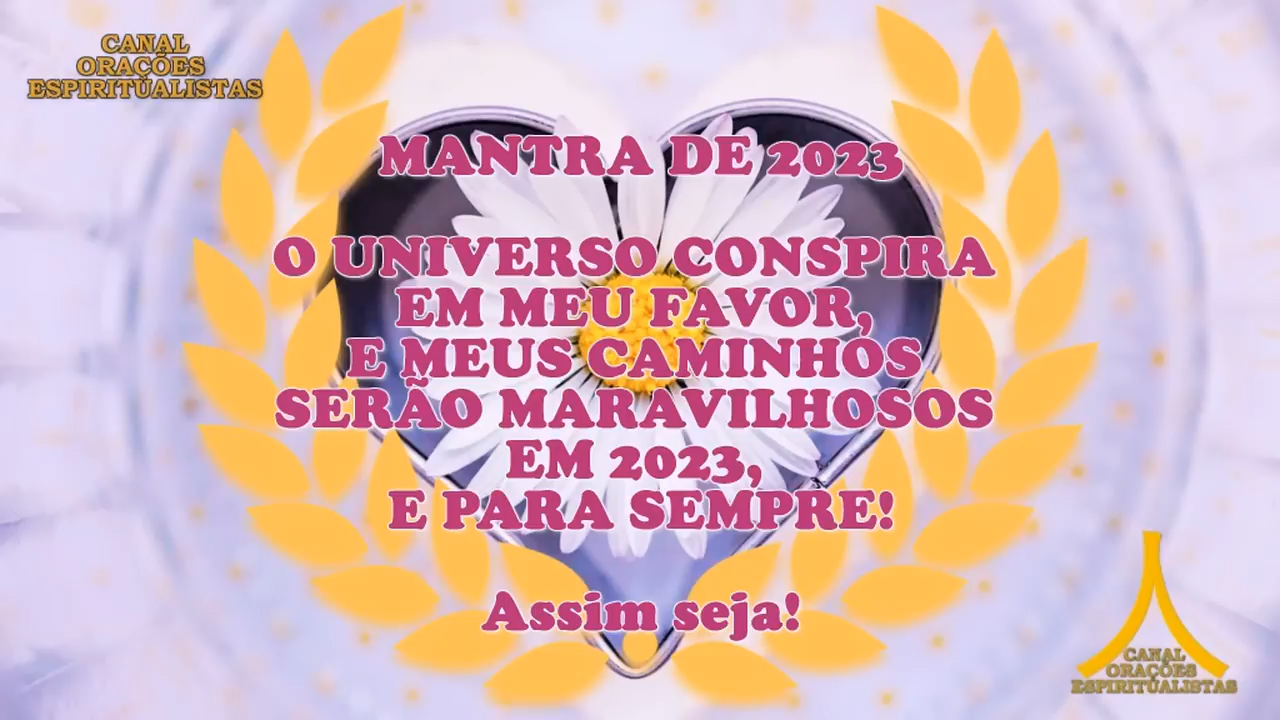 CANAL
ORAÇÕES
ESPIRITUALISTAS
MANTRA DE 2023
O UNIVERSO CONSPIRA
EM MEU FAVOR,
E MEUS CAMINHOS
SERÃO MARAVILHOSOS
EM 2023,
E PARA SEMPRE!
Assim seja!
CANAL
ORAÇÕES
ESPIRITUALISTAS